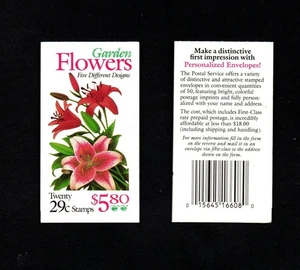 Garden
Flowers
Five Different Designs
Twenty
29c Stamps
$5.80
Make a distinctive
first impression with
Personalized Envelopes!
The Postal Service offers a variety
of distinctive and attractive stamped
envelopes in convenient quantities
of 50, featuring bright, colorful
postage imprints and fully person-
alized with your name and address.
The cost, which includes First-Class
rate prepaid postage, is incredibly
affordable at less than $18.00
(including shipping and handling).
For more information fill in the form
on the reverse and mail it in an
envelope via first-class to the address
shown on the form.
0 15645 16608 0